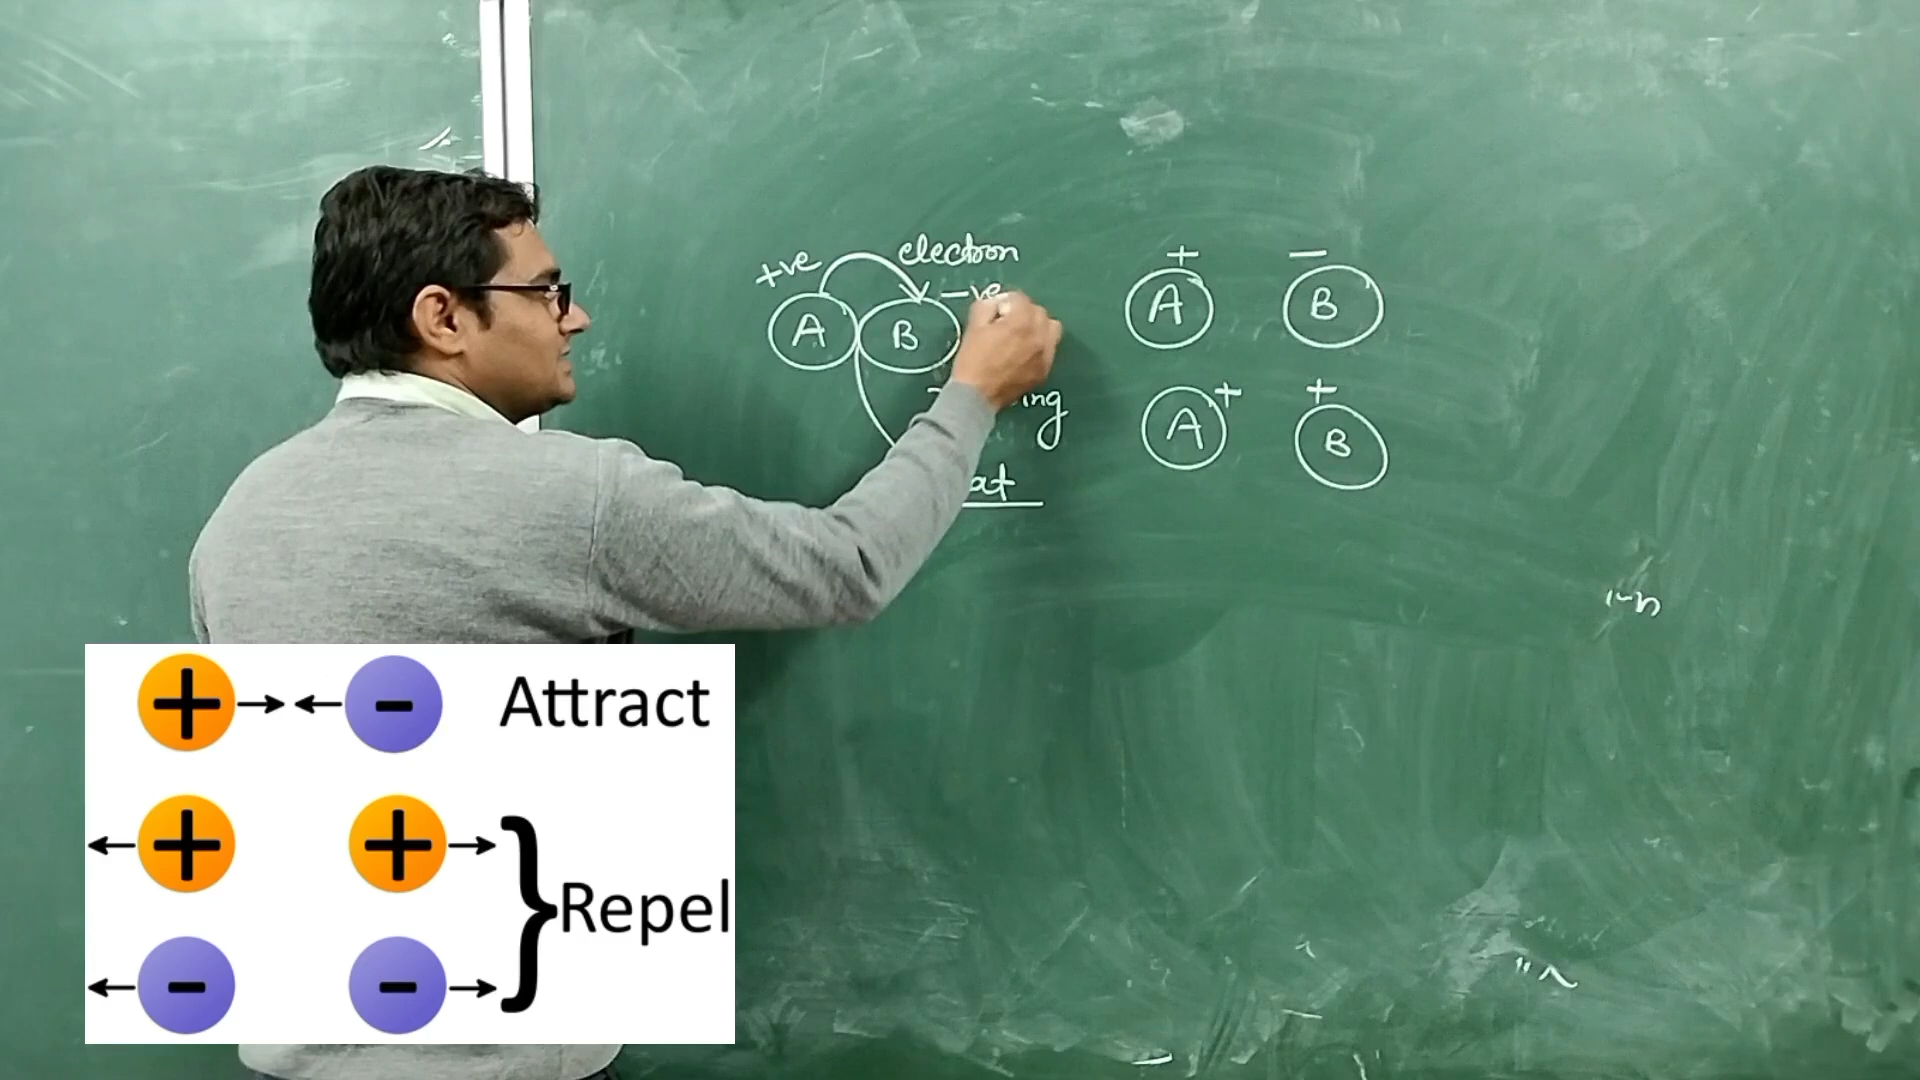 electron
+ve
-ve
A B
+ -
A B
A+ +
B
+ - Attract
+ +
Repel
- -